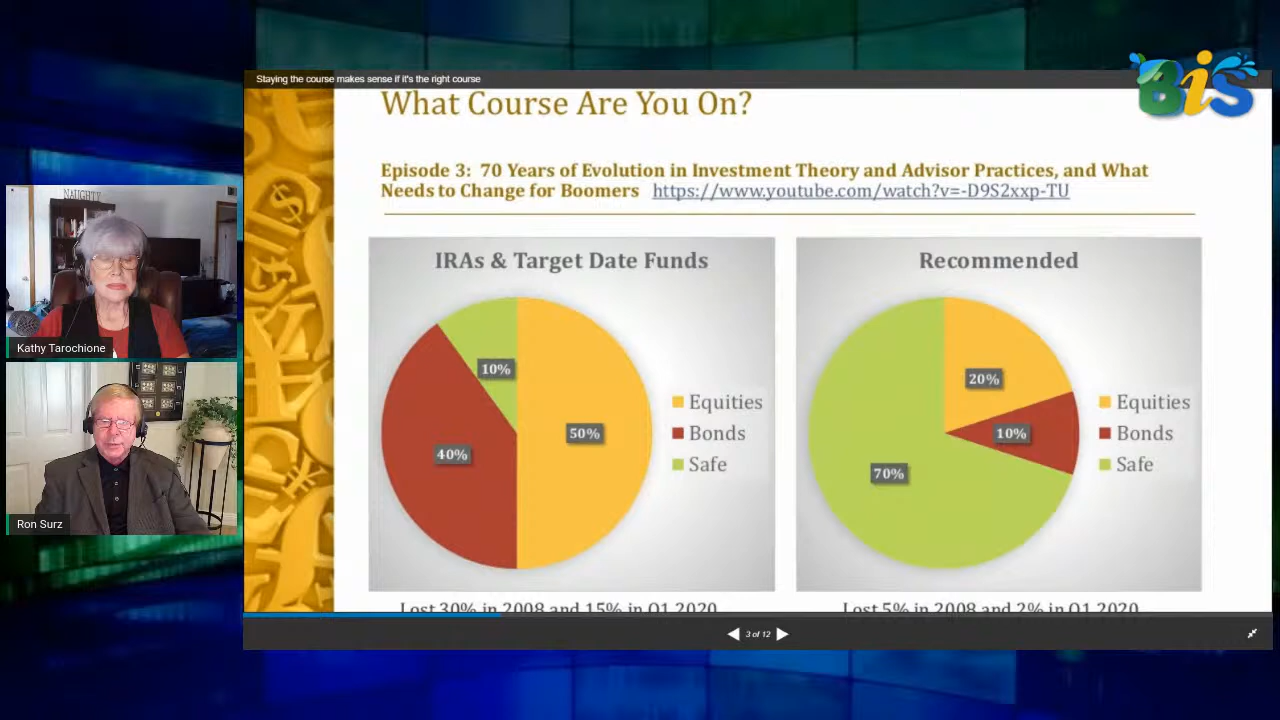 Staying the course makes sense if it's the right course
BiS
What Course Are You On?
Episode 3: 70 Years of Evolution in Investment Theory and Advisor Practices, and What
Needs to Change for Boomers https://www.youtube.com/watch?v=-D9S2xxp-TU
NAUGHTY
Kathy Tarochione
Ron Surz
IRAs & Target Date Funds
10%
50%
40%
Equities
Bonds
Safe
Lost 30% in 2008 and 15% in Q1 2020
Recommended
20%
10%
70%
Equities
Bonds
Safe
Lost 5% in 2008 and 2% in Q1 2020
3 of 12